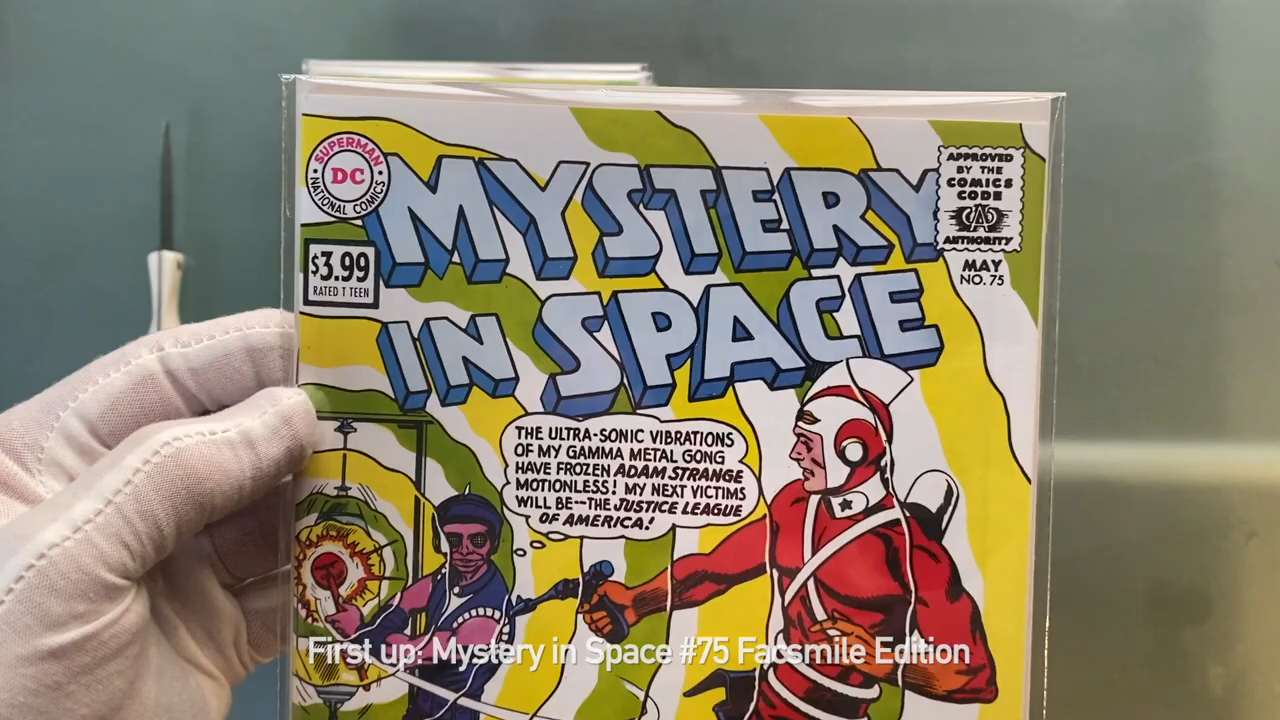 SUPERMAN
DC
NATIONAL COMICS
MYSTERY
IN SPACE
APPROVED
BY THE
COMICS
CODE
CA
AUTHORITY
MAY
NO. 75
$3.99
RATED T TEEN
THE ULTRA-SONIC VIBRATIONS
OF MY GAMMA METAL GONG
HAVE FROZEN ADAM STRANGE
MOTIONLESS! MY NEXT VICTIMS
WILL BE--THE JUSTICE LEAGUE
OF AMERICA!
First up: Mystery in Space #75 Facsmile Edition